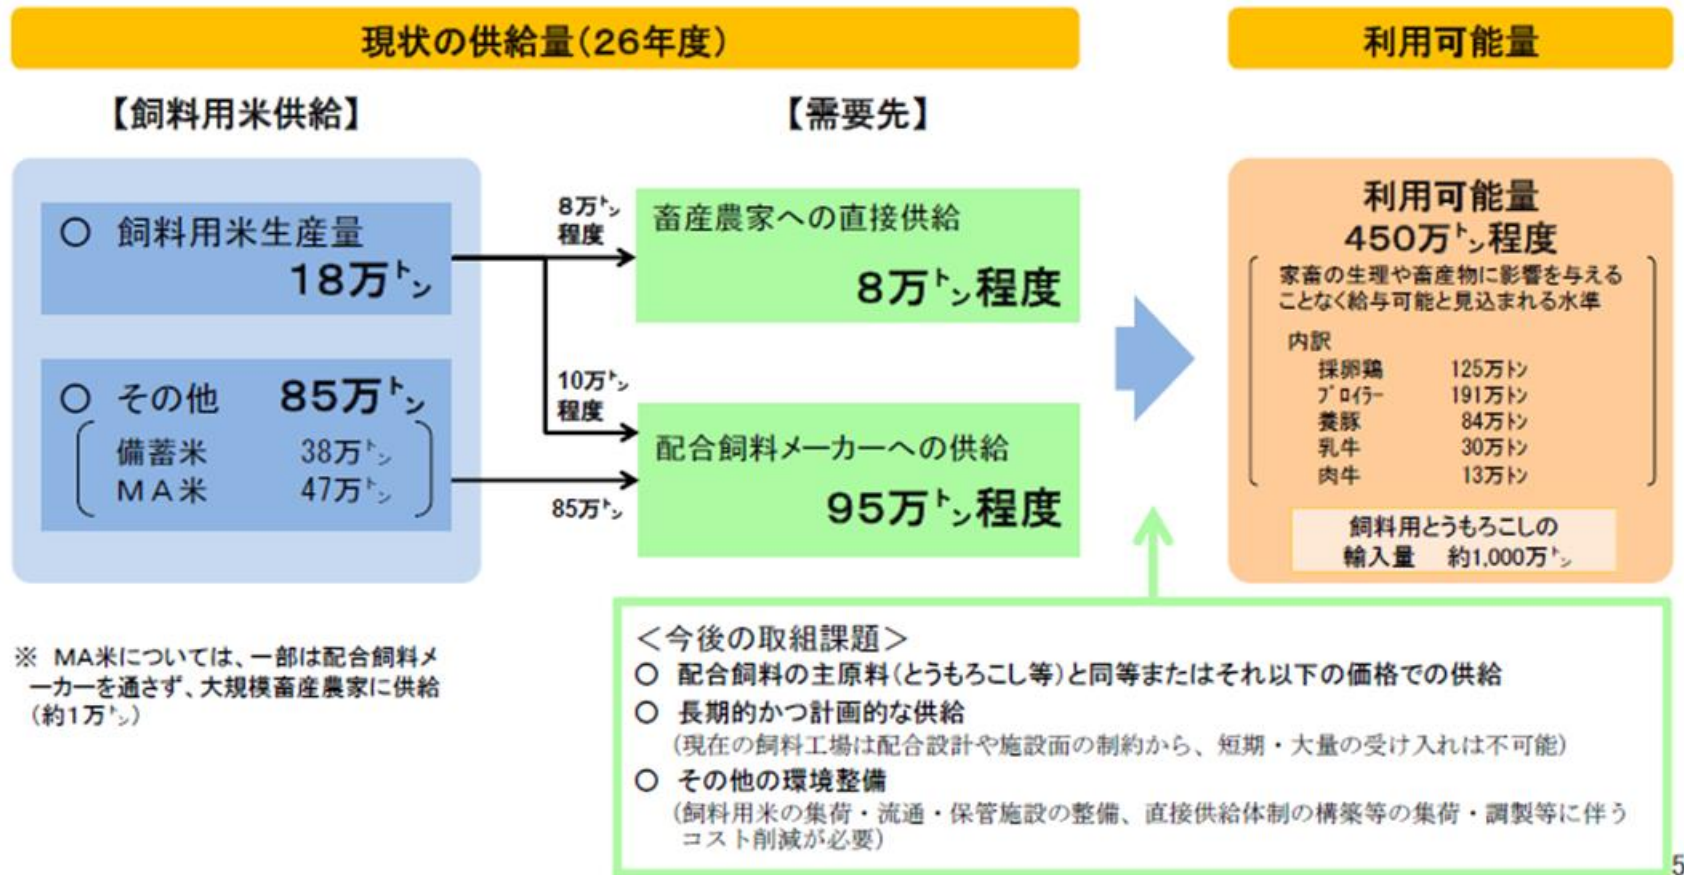 現状の供給量(26年度)
利用可能量
【飼料用米供給】
【需要先】
○ 飼料用米生産量
18万トン
○ その他 85万トン
備蓄米 38万トン
MA米 47万トン
8万トン
程度
10万トン
程度
85万トン
畜産農家への直接供給
8万トン程度
配合飼料メーカーへの供給
95万トン程度
利用可能量
450万トン程度
家畜の生理や畜産物に影響を与える
ことなく給与可能と見込まれる水準
内訳
採卵鶏 125万トン
ブロイラー 191万トン
養豚 84万トン
乳牛 30万トン
肉牛 13万トン
飼料用とうもろこしの
輸入量 約1,000万トン
※ MA米については、一部は配合飼料メ
ーカーを通さず、大規模畜産農家に供給
(約1万トン)
<今後の取組課題>
○ 配合飼料の主原料(とうもろこし等)と同等またはそれ以下の価格での供給
○ 長期的かつ計画的な供給
(現在の飼料工場は配合設計や施設面の制約から、短期・大量の受け入れは不可能)
○ その他の環境整備
(飼料用米の集荷・流通・保管施設の整備、直接供給体制の構築等の集荷・調製等に伴う
コスト削減が必要)
5